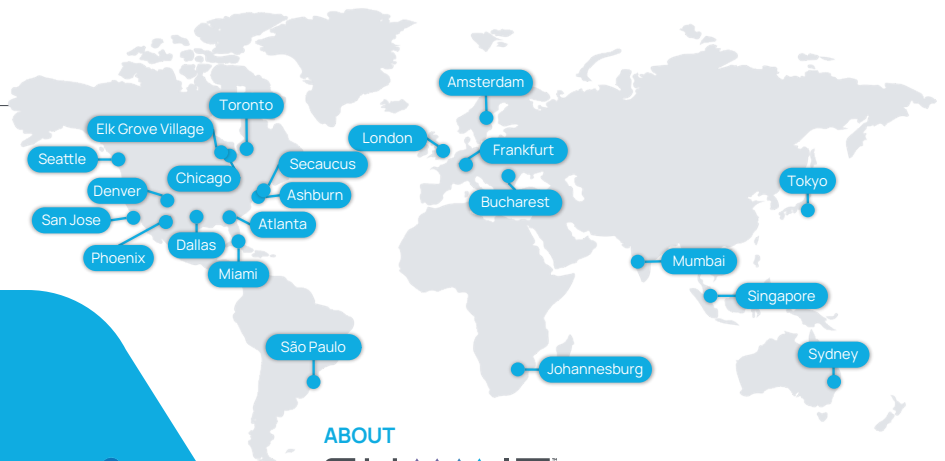 Amsterdam
Toronto
Elk Grove Village
London
Frankfurt
Seattle
Secaucus
Chicago
Tokyo
Denver
Ashburn
Bucharest
San Jose
Atlanta
Dallas
Phoenix
Mumbai
Miami
Singapore
São Paulo
Sydney
Johannesburg
ABOUT